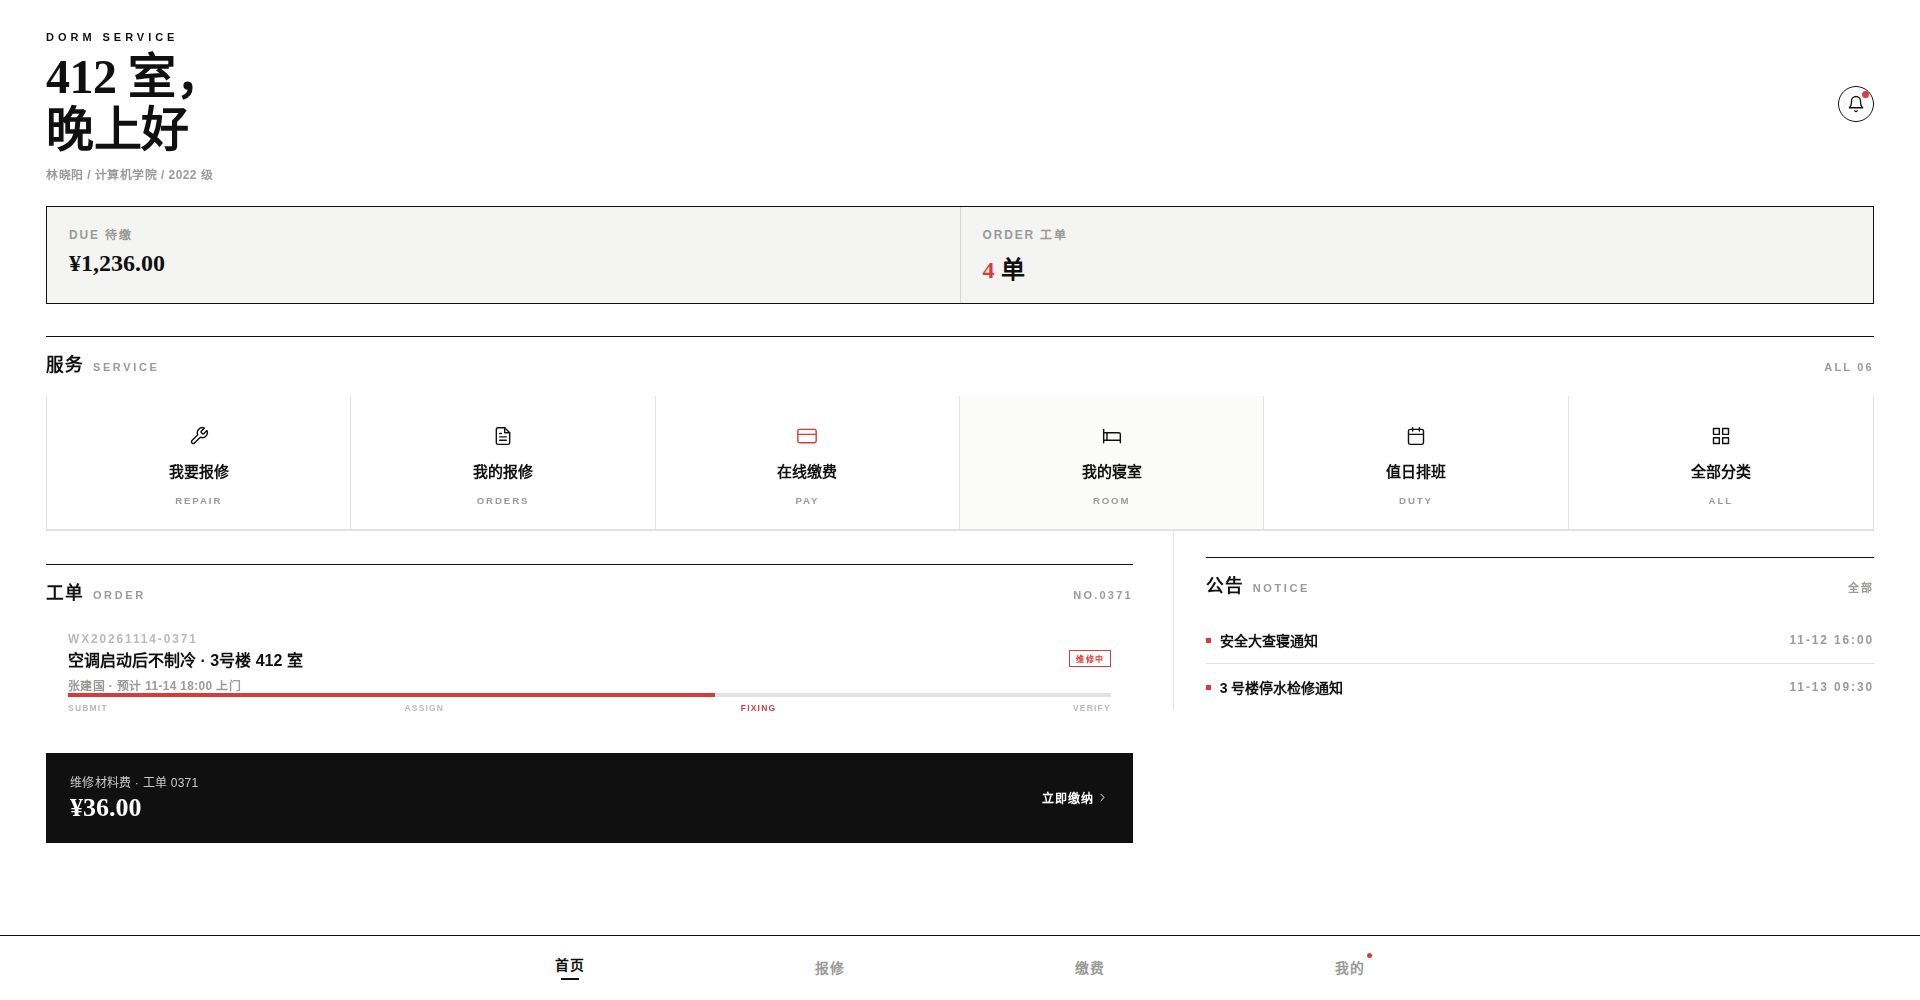 DORM SERVICE
412 室，
晚上好
林晓阳 / 计算机学院 / 2022 级
DUE 待缴
¥1,236.00
ORDER 工单
4 单
服务 SERVICE
ALL 06
我要报修
REPAIR
我的报修
ORDERS
在线缴费
PAY
我的寝室
ROOM
值日排班
DUTY
全部分类
ALL
工单 ORDER
NO.0371
WX20261114-0371
空调启动后不制冷 · 3号楼 412 室
维修中
张建国 · 预计 11-14 18:00 上门
SUBMIT
ASSIGN
FIXING
VERIFY
维修材料费 · 工单 0371
¥36.00
立即缴纳
公告 NOTICE
全部
安全大查寝通知
11-12 16:00
3 号楼停水检修通知
11-13 09:30
首页
报修
缴费
我的